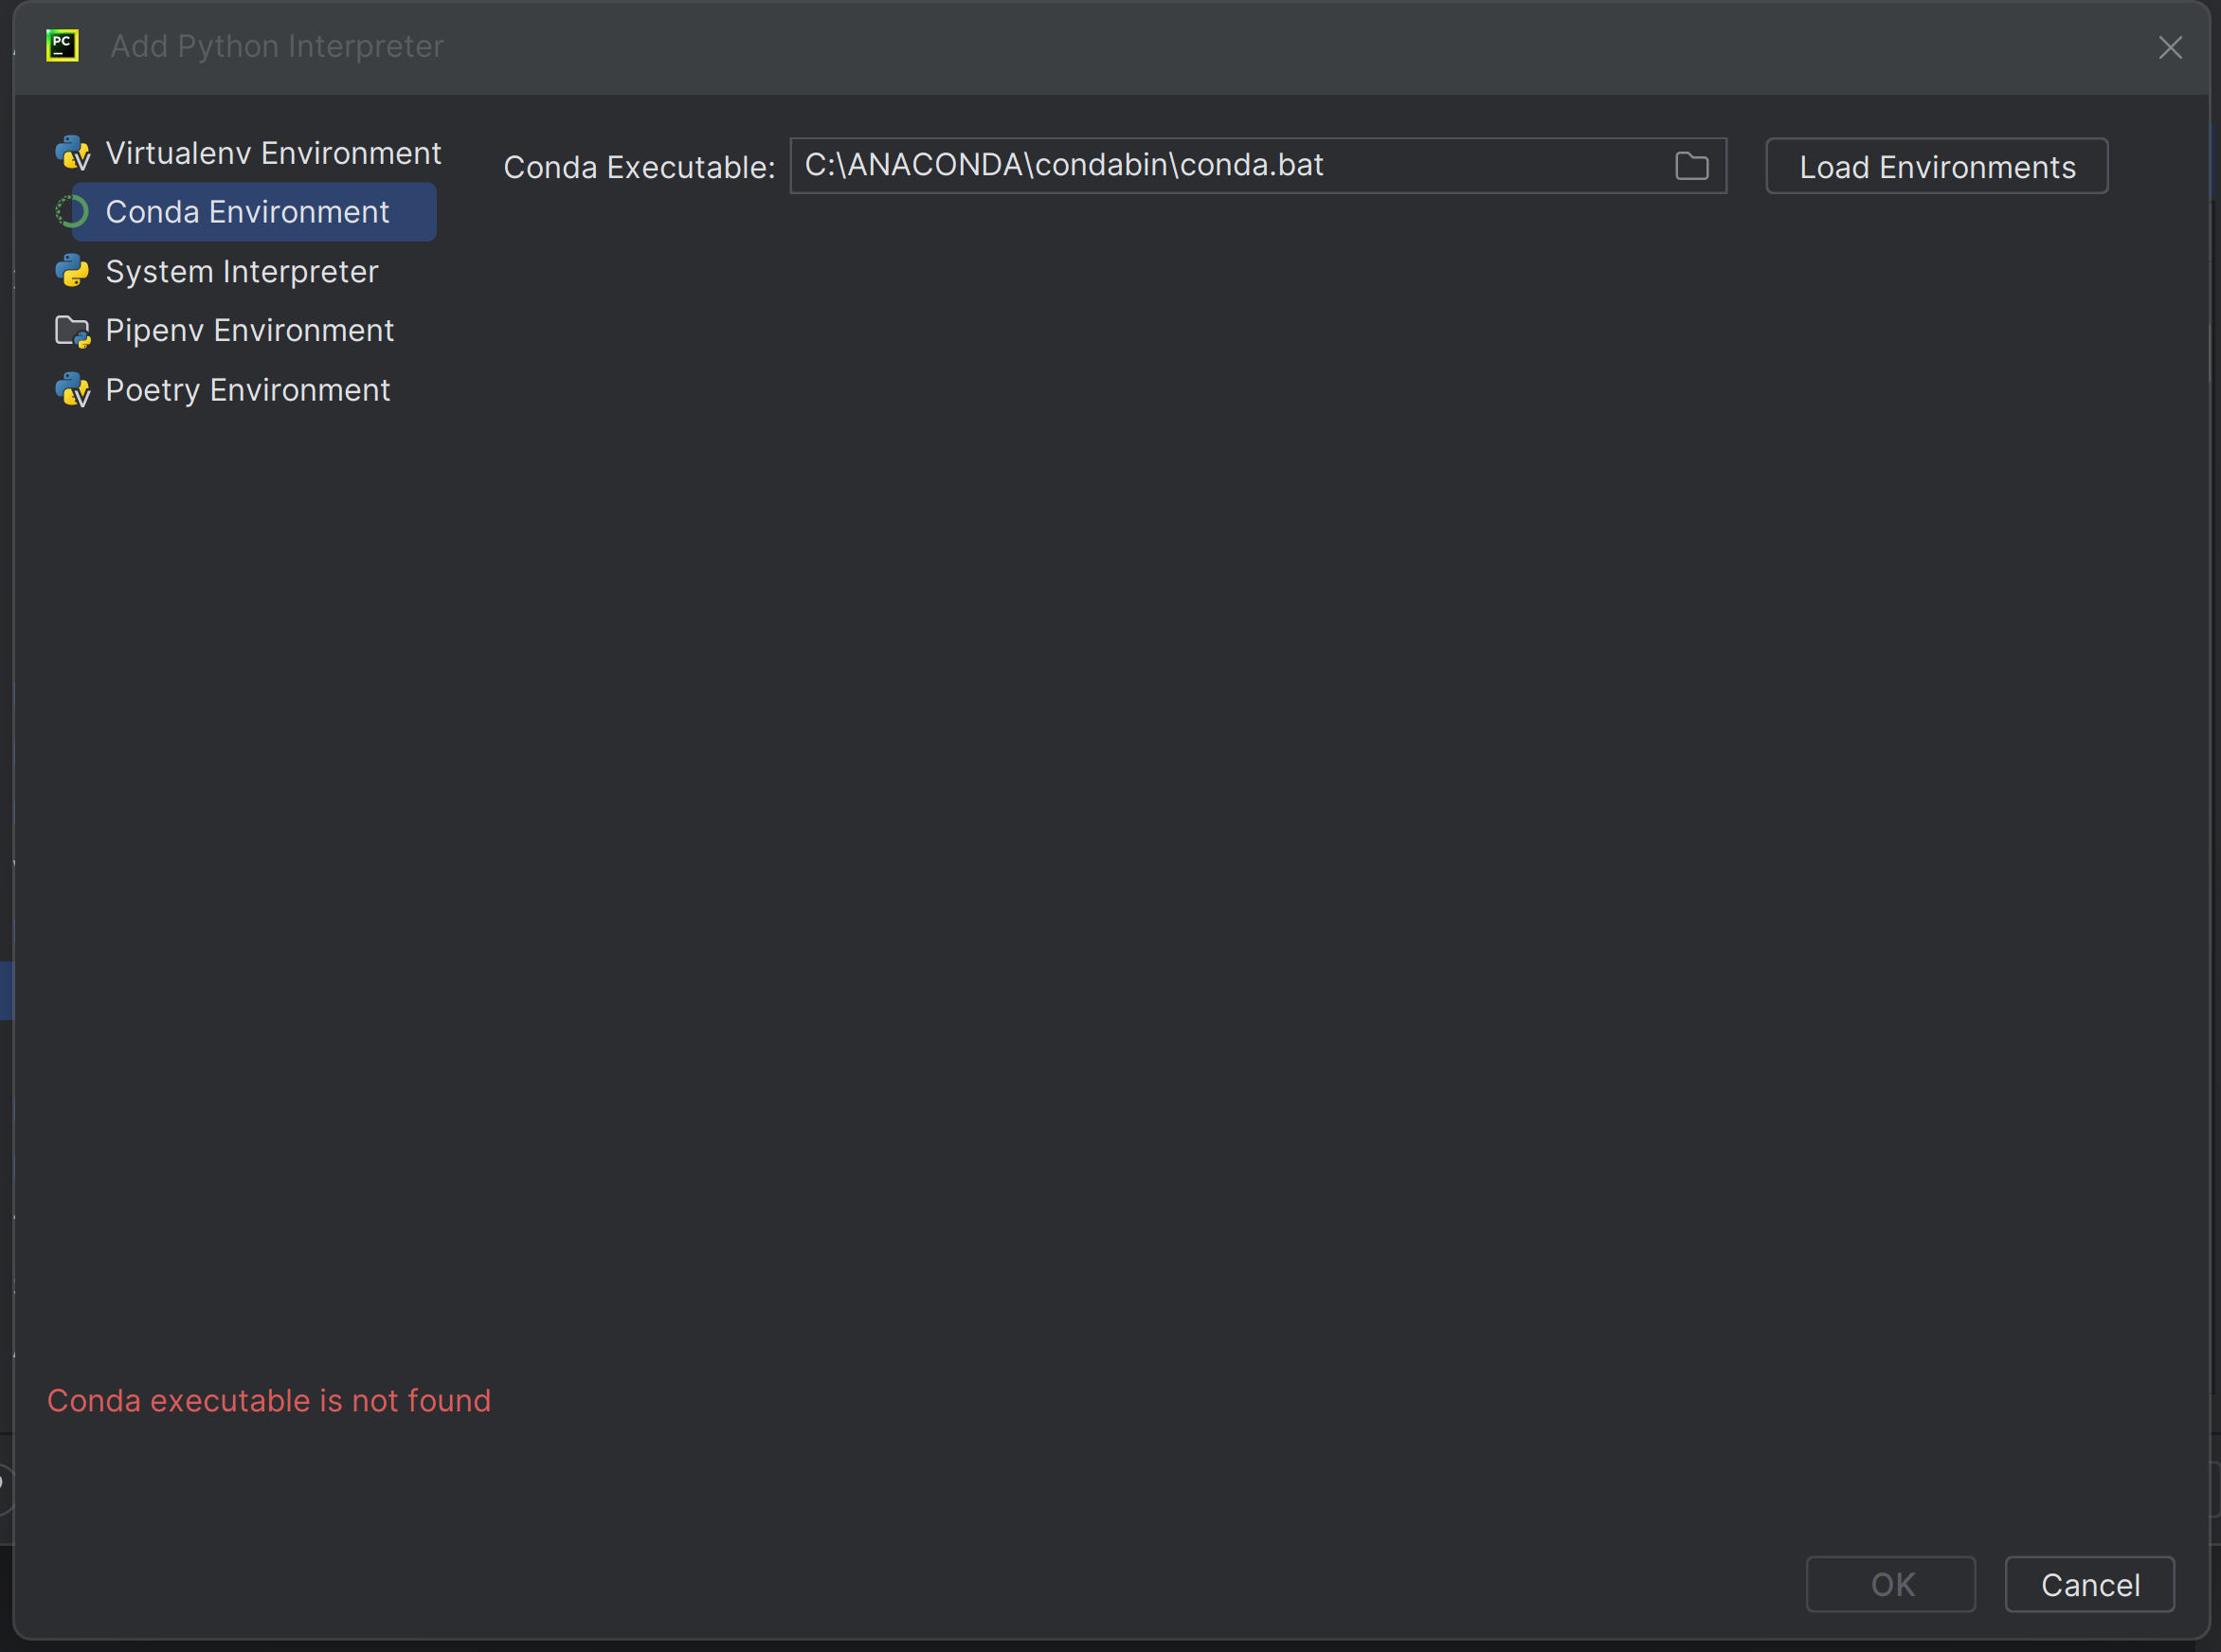 PC
Add Python Interpreter
Virtualenv Environment
Conda Executable: C:\ANACONDA\condabin\conda.bat Load Environments
Conda Environment
System Interpreter
Pipenv Environment
Poetry Environment
Conda executable is not found
OK Cancel